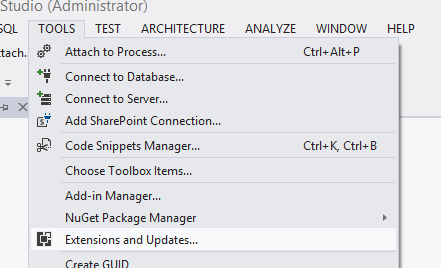 Studio (Administrator)
SQL TOOLS TEST ARCHITECTURE ANALYZE WINDOW HELP
Attach to Process... Ctrl+Alt+P
Connect to Database...
Connect to Server...
Add SharePoint Connection...
Code Snippets Manager... Ctrl+K, Ctrl+B
Choose Toolbox Items...
Add-in Manager...
NuGet Package Manager
Extensions and Updates...
Create GUID